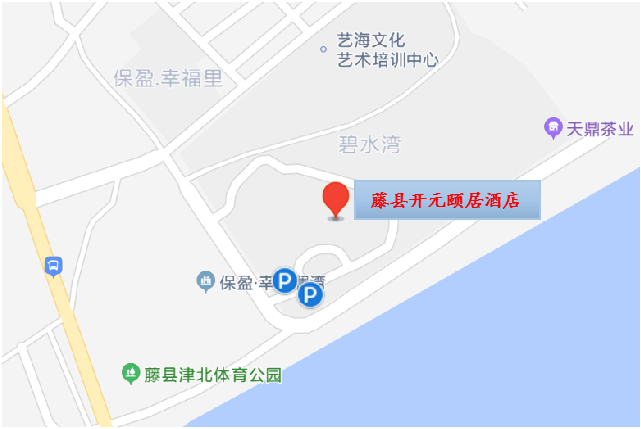 艺海文化
艺术培训中心
保盈.幸福里
天鼎茶业
碧水湾
藤县开元颐居酒店
保盈·幸
湾
P
P
藤县津北体育公园